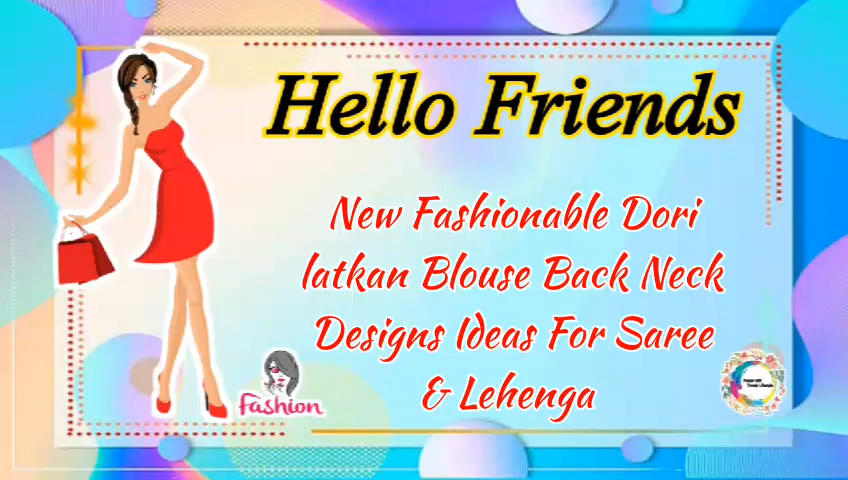 Hello Friends
New Fashionable Dori
latkan Blouse Back Neck
Designs Ideas For Saree
& Lehenga
Fashion